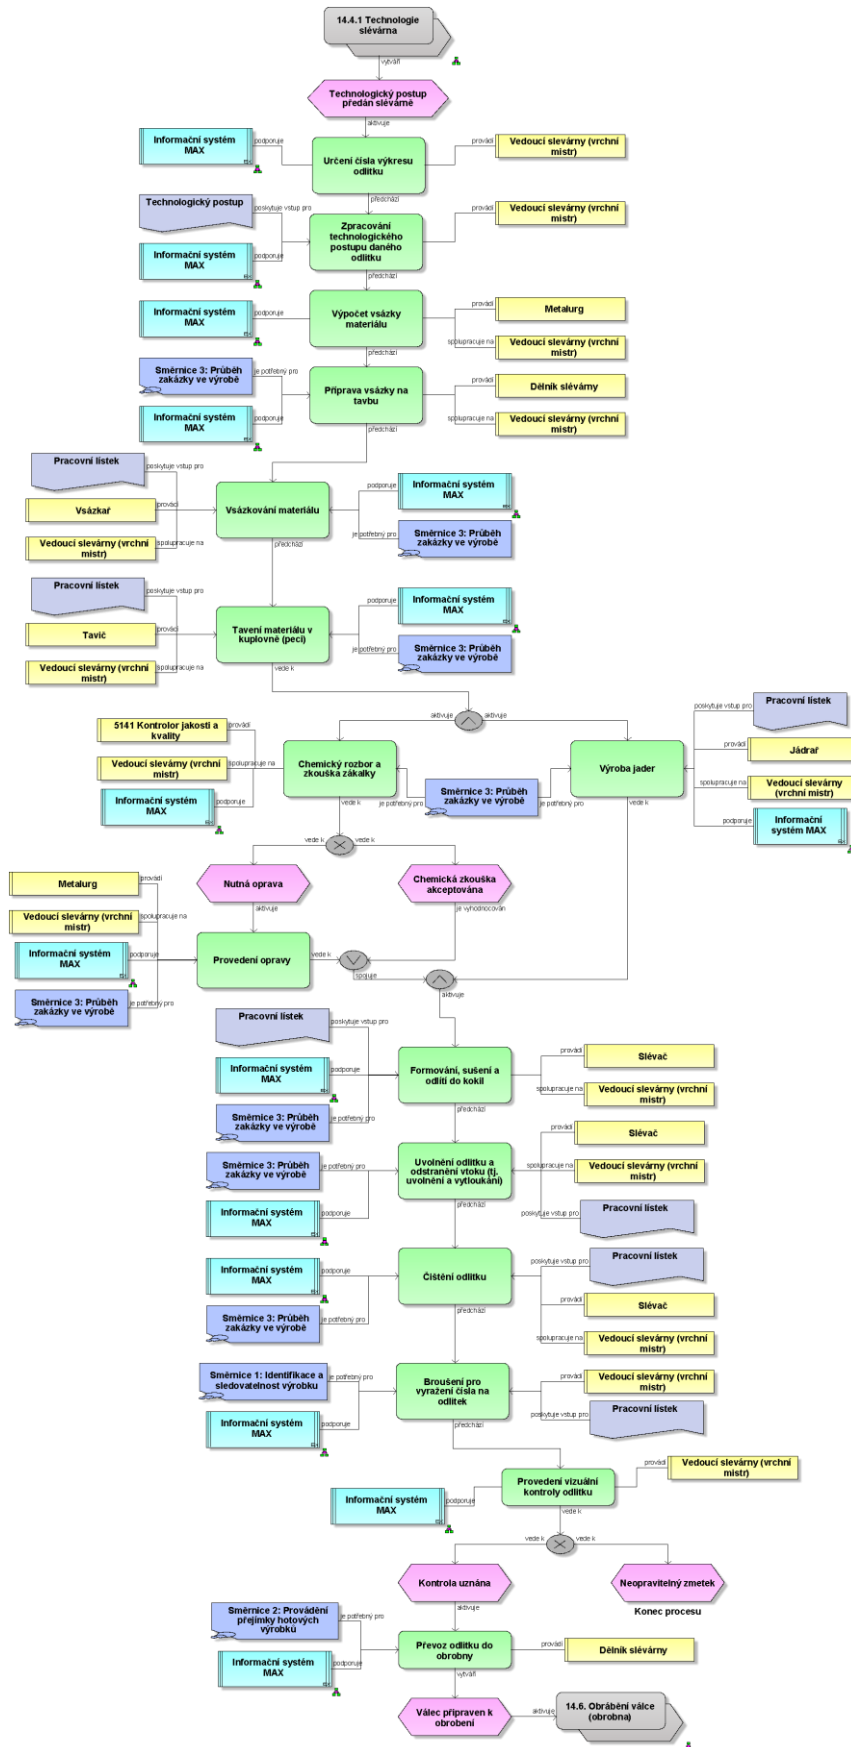 14.4.1 Technologie
slévárna
vytváří
Technologický postup
předán slévárně
aktivuje
Informační systém
MAX
podporuje
Určení čísla výkresu
odlitku
provádí
Vedoucí slevárny (vrchní
mistr)
předchází
Technologický postup
poskytuje vstup pro
Informační systém
MAX
podporuje
Zpracování
technologického
postupu daného
odlitku
provádí
Vedoucí slevárny (vrchní
mistr)
předchází
Informační systém
MAX
podporuje
Výpočet vsázky
materiálu
provádí
Metalurg
spolupracuje na
Vedoucí slevárny (vrchní
mistr)
předchází
Směrnice 3: Průběh
zakázky ve výrobě
je potřebný pro
Informační systém
MAX
podporuje
Příprava vsázky na
tavbu
provádí
Dělník slévárny
spolupracuje na
Vedoucí slevárny (vrchní
mistr)
předchází
Pracovní lístek
poskytuje vstup pro
Vsázkař
provádí
Vedoucí slevárny (vrchní
mistr)
spolupracuje na
Vsázkování materiálu
podporuje
Informační systém
MAX
je potřebný pro
Směrnice 3: Průběh
zakázky ve výrobě
předchází
Pracovní lístek
poskytuje vstup pro
Tavič
provádí
Vedoucí slevárny (vrchní
mistr)
spolupracuje na
Tavení materiálu v
kuplovně (peci)
podporuje
Informační systém
MAX
je potřebný pro
Směrnice 3: Průběh
zakázky ve výrobě
vede k
aktivuje
aktivuje
5141 Kontrolor jakosti a
kvality
provádí
Vedoucí slevárny (vrchní
mistr)
spolupracuje na
Informační systém
MAX
podporuje
Chemický rozbor a
zkouška zákalky
je potřebný pro
Směrnice 3: Průběh
zakázky ve výrobě
je potřebný pro
Výroba jader
poskytuje vstup pro
Pracovní lístek
provádí
Jádrař
spolupracuje na
Vedoucí slevárny
(vrchní mistr)
podporuje
Informační
systém MAX
vede k
vede k
vede k
vede k
Nutná oprava
Chemická zkouška
akceptována
aktivuje
je vyhodnocován
Metalurg
provádí
Vedoucí slevárny (vrchní
mistr)
spolupracuje na
Informační systém
MAX
podporuje
Směrnice 3: Průběh
zakázky ve výrobě
je potřebný pro
Provedení opravy
vede k
spojuje
aktivuje
Pracovní lístek
poskytuje vstup pro
Informační systém
MAX
podporuje
Směrnice 3: Průběh
zakázky ve výrobě
je potřebný pro
Formování, sušení a
odlití do kokil
provádí
Slévač
spolupracuje na
Vedoucí slevárny (vrchní
mistr)
předchází
Směrnice 3: Průběh
zakázky ve výrobě
je potřebný pro
Informační systém
MAX
podporuje
Uvolnění odlitku a
odstranění vtoku (tj.
uvolnění a vytloukání)
provádí
Slévač
spolupracuje na
Vedoucí slevárny (vrchní
mistr)
poskytuje vstup pro
Pracovní lístek
předchází
Informační systém
MAX
podporuje
Směrnice 3: Průběh
zakázky ve výrobě
je potřebný pro
Čištění odlitku
poskytuje vstup pro
Pracovní lístek
provádí
Slévač
spolupracuje na
Vedoucí slevárny (vrchní
mistr)
předchází
Směrnice 1: Identifikace a
sledovatelnost výrobku
je potřebný pro
Informační systém
MAX
podporuje
Broušení pro
vyražení čísla na
odlitek
provádí
Vedoucí slevárny (vrchní
mistr)
poskytuje vstup pro
Pracovní lístek
předchází
Informační systém
MAX
podporuje
Provedení vizuální
kontroly odlitku
provádí
Vedoucí slevárny (vrchní
mistr)
vede k
vede k
vede k
Kontrola uznána
Neopravitelný zmetek
Konec procesu
aktivuje
Směrnice 2: Provádění
přejímky hotových
výrobků
je potřebný pro
Informační systém
MAX
podporuje
Převoz odlitku do
obrobny
provádí
Dělník slévárny
vytváří
Válec připraven k
obrobení
aktivuje
14.6. Obrábění válce
(obrobna)